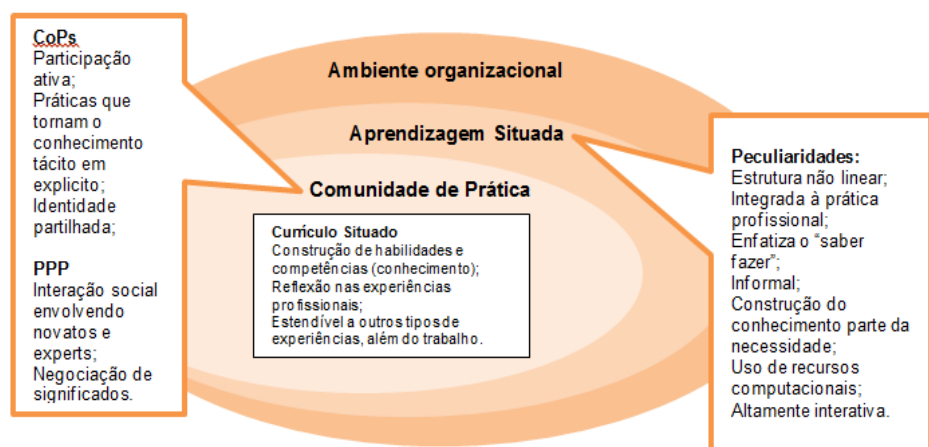 CoPs
Participação
ativa;
Práticas que
tornam o
conhecimento
tácito em
explicito;
Identidade
partilhada;
PPP
Interação social
envolvendo
novatos e
experts;
Negociação de
significados.
Ambiente organizacional
Aprendizagem Situada
Comunidade de Prática
Currículo Situado
Construção de habilidades e
competências (conhecimento);
Reflexão nas experiências
profissionais;
Estendível a outros tipos de
experiências, além do trabalho.
Peculiaridades:
Estrutura não linear;
Integrada à prática
profissional;
Enfatiza o “saber
fazer”;
Informal;
Construção do
conhecimento parte da
necessidade;
Uso de recursos
computacionais;
Altamente interativa.